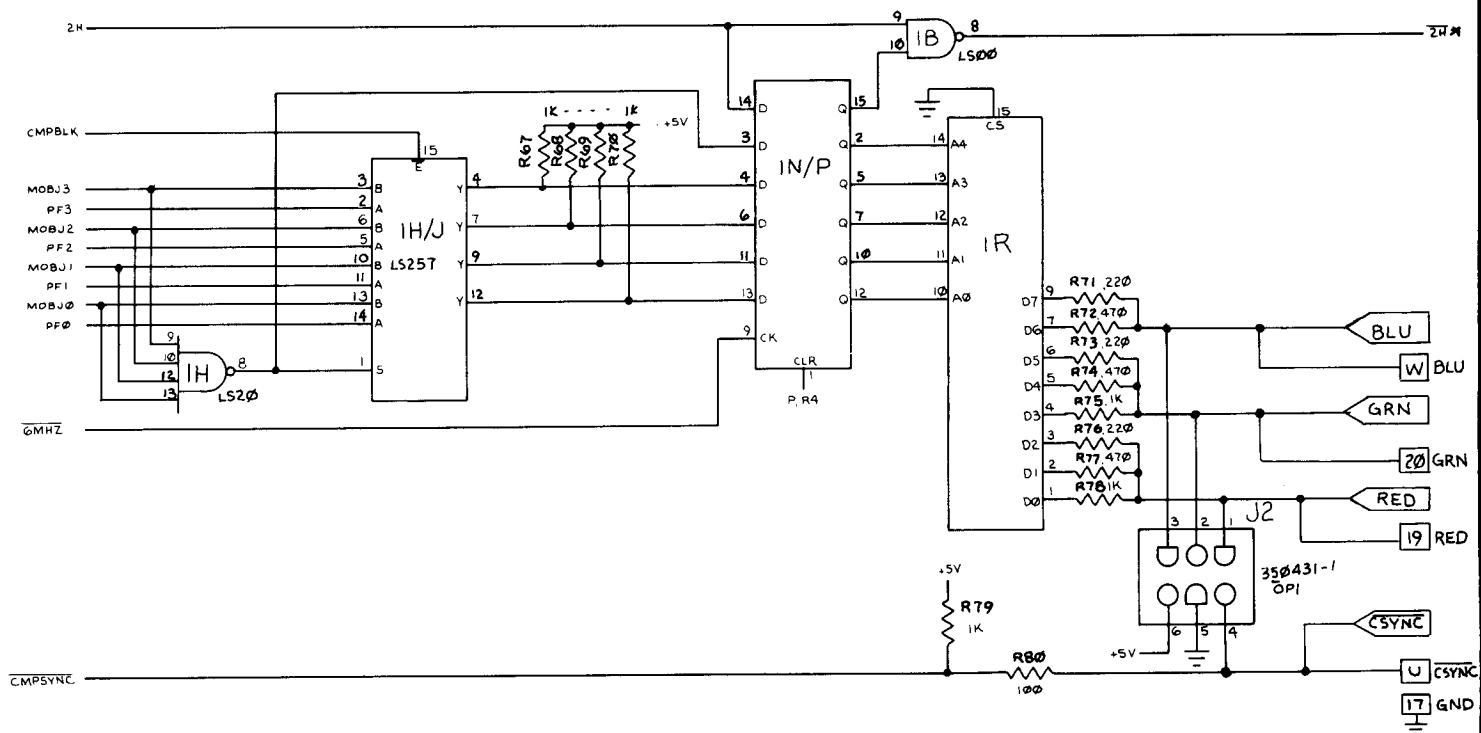 2H
9
10
1B
8
LS00
2H*
CMPBLK
MOBJ3
PF3
MOBJ2
PF2
MOBJ1
PF1
MOBJ0
PF0
6MHZ
CMPSYNC
9
10
12
13
1H
8
LS20
15
E
3 B
2 A
6 B
5 A
10 B
11 A
13 B
14 A
1 S
1H/J
LS257
Y 4
Y 7
Y 9
Y 12
1K - - - - 1K
+5V
R67
R68
R69
R70
14 D
3 D
4 D
6 D
11 D
13 D
9 CK
1N/P
CLR
1
P.R4
Q 15
Q 2
Q 5
Q 7
Q 10
Q 12
15
CS
14 A4
13 A3
12 A2
11 A1
10 A0
1R
D7 9
D6 7
D5 6
D4 5
D3 4
D2 3
D1 2
D0 1
R71, 220
R72, 470
R73, 220
R74, 470
R75, 1K
R76, 220
R77, 470
R78 1K
BLU
W BLU
GRN
20 GRN
RED
19 RED
J2
3 2 1
6 5 4
350431-1
OP1
+5V
+5V
R79
1K
R80
100
CSYNC
U CSYNC
17 GND